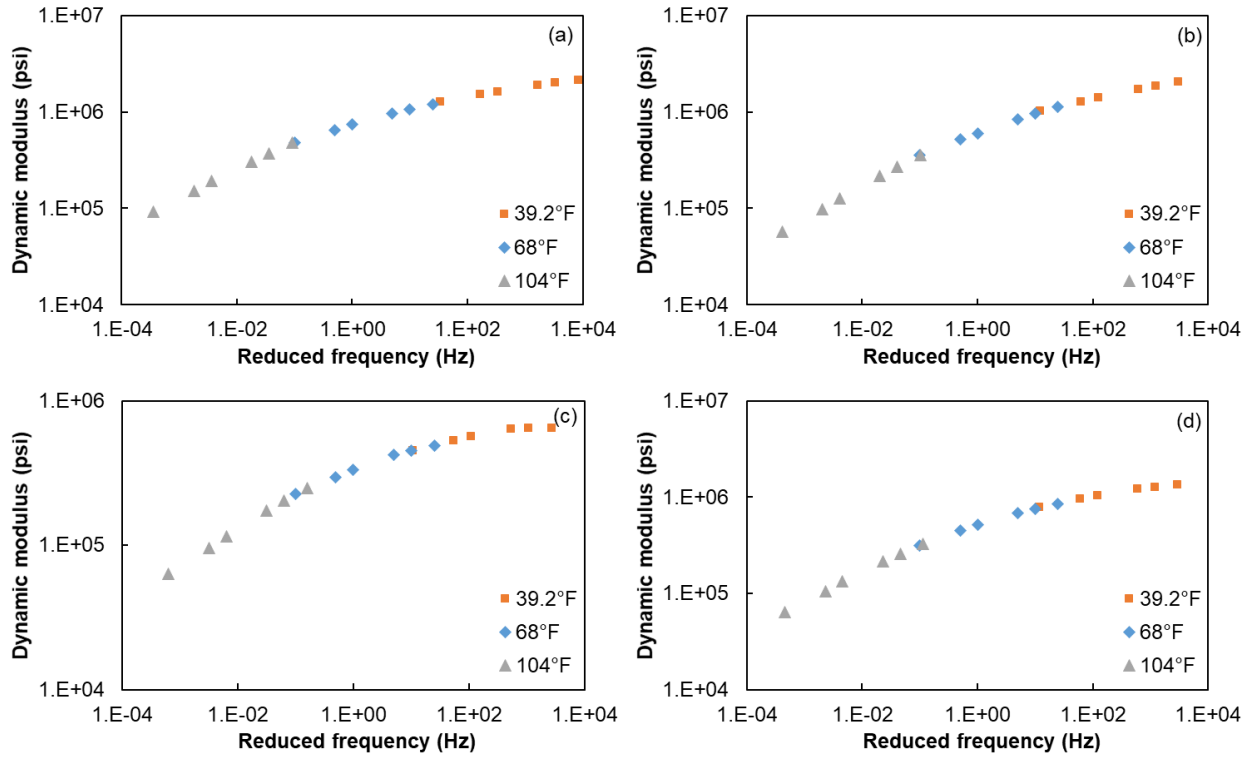 (a)
Dynamic modulus (psi)
1.E+07
1.E+06
1.E+05
1.E+04
39.2°F
68°F
104°F
1.E-04 1.E-02 1.E+00 1.E+02 1.E+04
Reduced frequency (Hz)
(b)
Dynamic modulus (psi)
1.E+07
1.E+06
1.E+05
1.E+04
39.2°F
68°F
104°F
1.E-04 1.E-02 1.E+00 1.E+02 1.E+04
Reduced frequency (Hz)
(c)
Dynamic modulus (psi)
1.E+06
1.E+05
1.E+04
39.2°F
68°F
104°F
1.E-04 1.E-02 1.E+00 1.E+02 1.E+04
Reduced frequency (Hz)
(d)
Dynamic modulus (psi)
1.E+07
1.E+06
1.E+05
1.E+04
39.2°F
68°F
104°F
1.E-04 1.E-02 1.E+00 1.E+02 1.E+04
Reduced frequency (Hz)